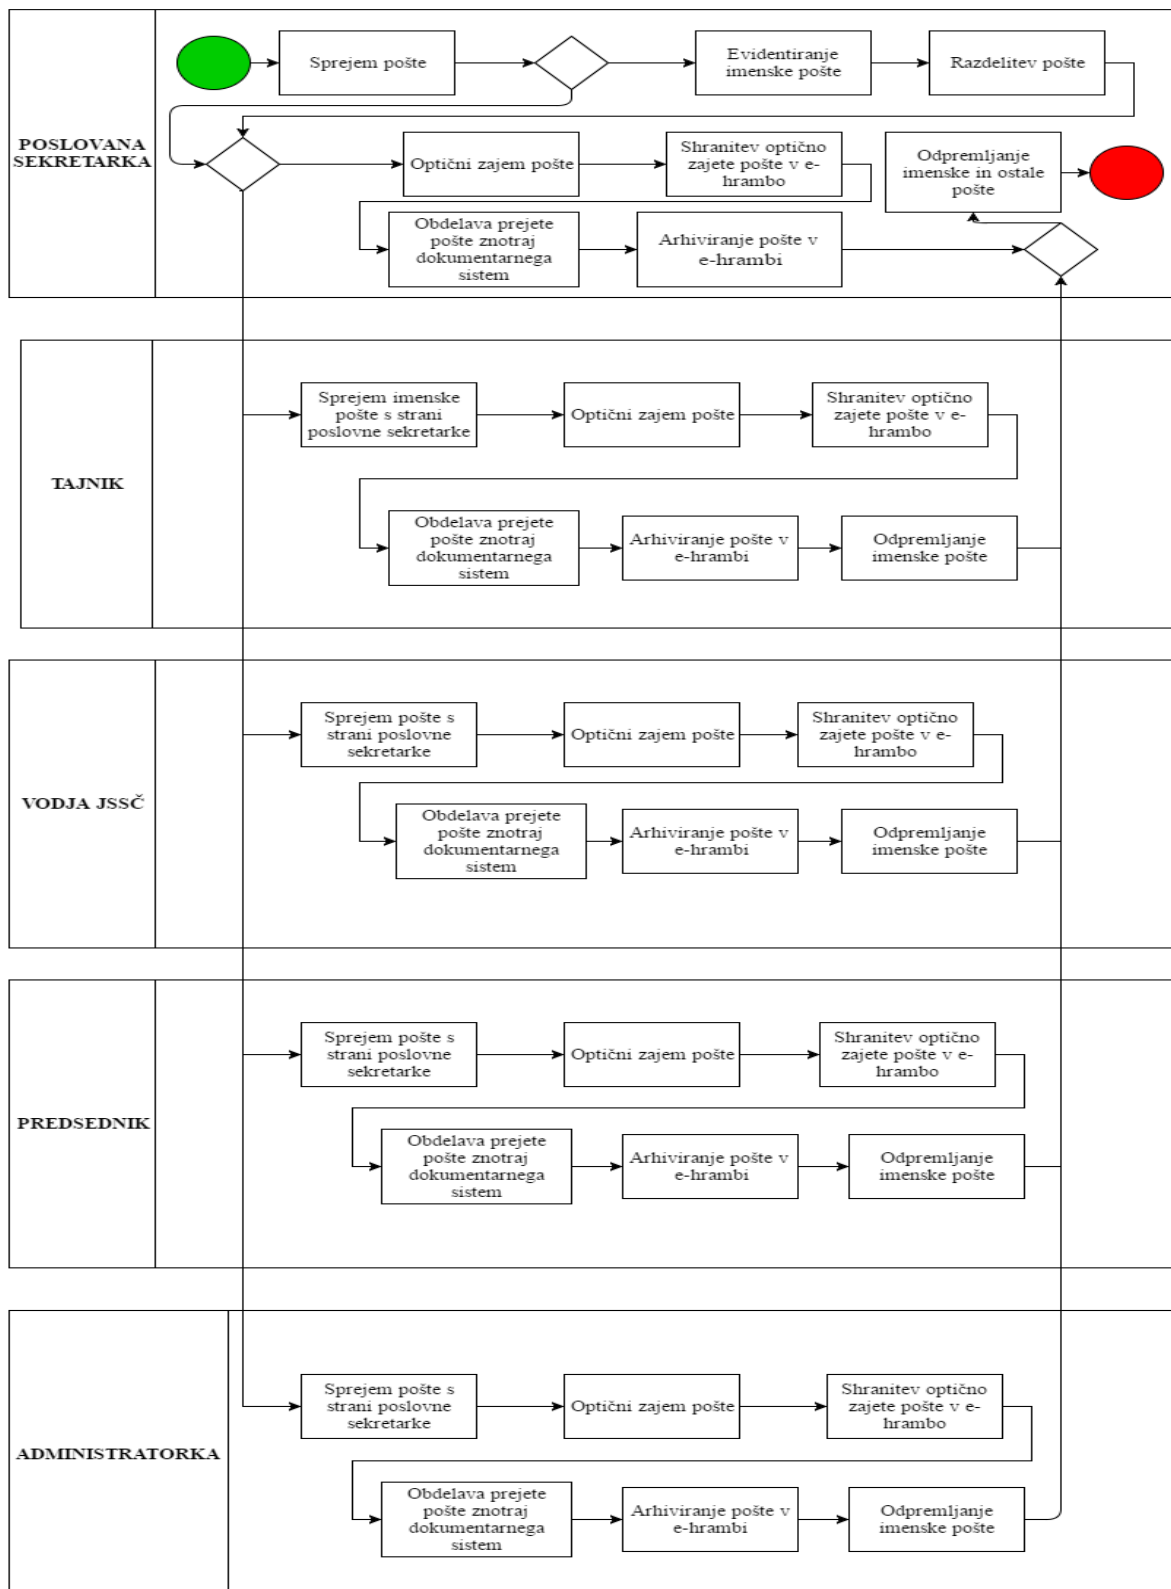 POSLOVANA
SEKRETARKA
Sprejem pošte
Evidentiranje
imenske pošte
Razdelitev pošte
Optični zajem pošte
Shranitev optično
zajete pošte v e-
hrambo
Odpremljanje
imenske in ostale
pošte
Obdelava prejete
pošte znotraj
dokumentarnega
sistem
Arhiviranje pošte v
e-hrambi
TAJNIK
Sprejem imenske
pošte s strani
poslovne sekretarke
Optični zajem pošte
Shranitev optično
zajete pošte v e-
hrambo
Obdelava prejete
pošte znotraj
dokumentarnega
sistem
Arhiviranje pošte v
e-hrambi
Odpremljanje
imenske pošte
VODJA JSSČ
Sprejem pošte s
strani poslovne
sekretarke
Optični zajem pošte
Shranitev optično
zajete pošte v e-
hrambo
Obdelava prejete
pošte znotraj
dokumentarnega
sistem
Arhiviranje pošte v
e-hrambi
Odpremljanje
imenske pošte
PREDSEDNIK
Sprejem pošte s
strani poslovne
sekretarke
Optični zajem pošte
Shranitev optično
zajete pošte v e-
hrambo
Obdelava prejete
pošte znotraj
dokumentarnega
sistem
Arhiviranje pošte v
e-hrambi
Odpremljanje
imenske pošte
ADMINISTRATORKA
Sprejem pošte s
strani poslovne
sekretarke
Optični zajem pošte
Shranitev optično
zajete pošte v e-
hrambo
Obdelava prejete
pošte znotraj
dokumentarnega
sistem
Arhiviranje pošte v
e-hrambi
Odpremljanje
imenske pošte